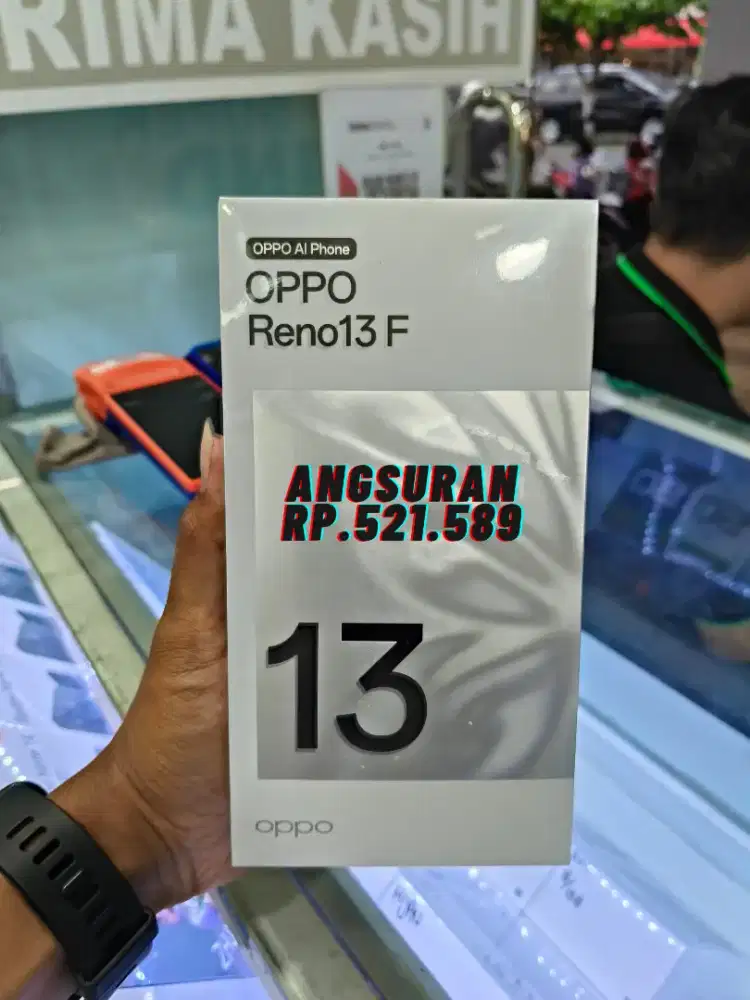 RIMA KASIH
OPPO AI Phone
OPPO
Reno13 F
ANGSURAN
RP.521.589
13
oppo